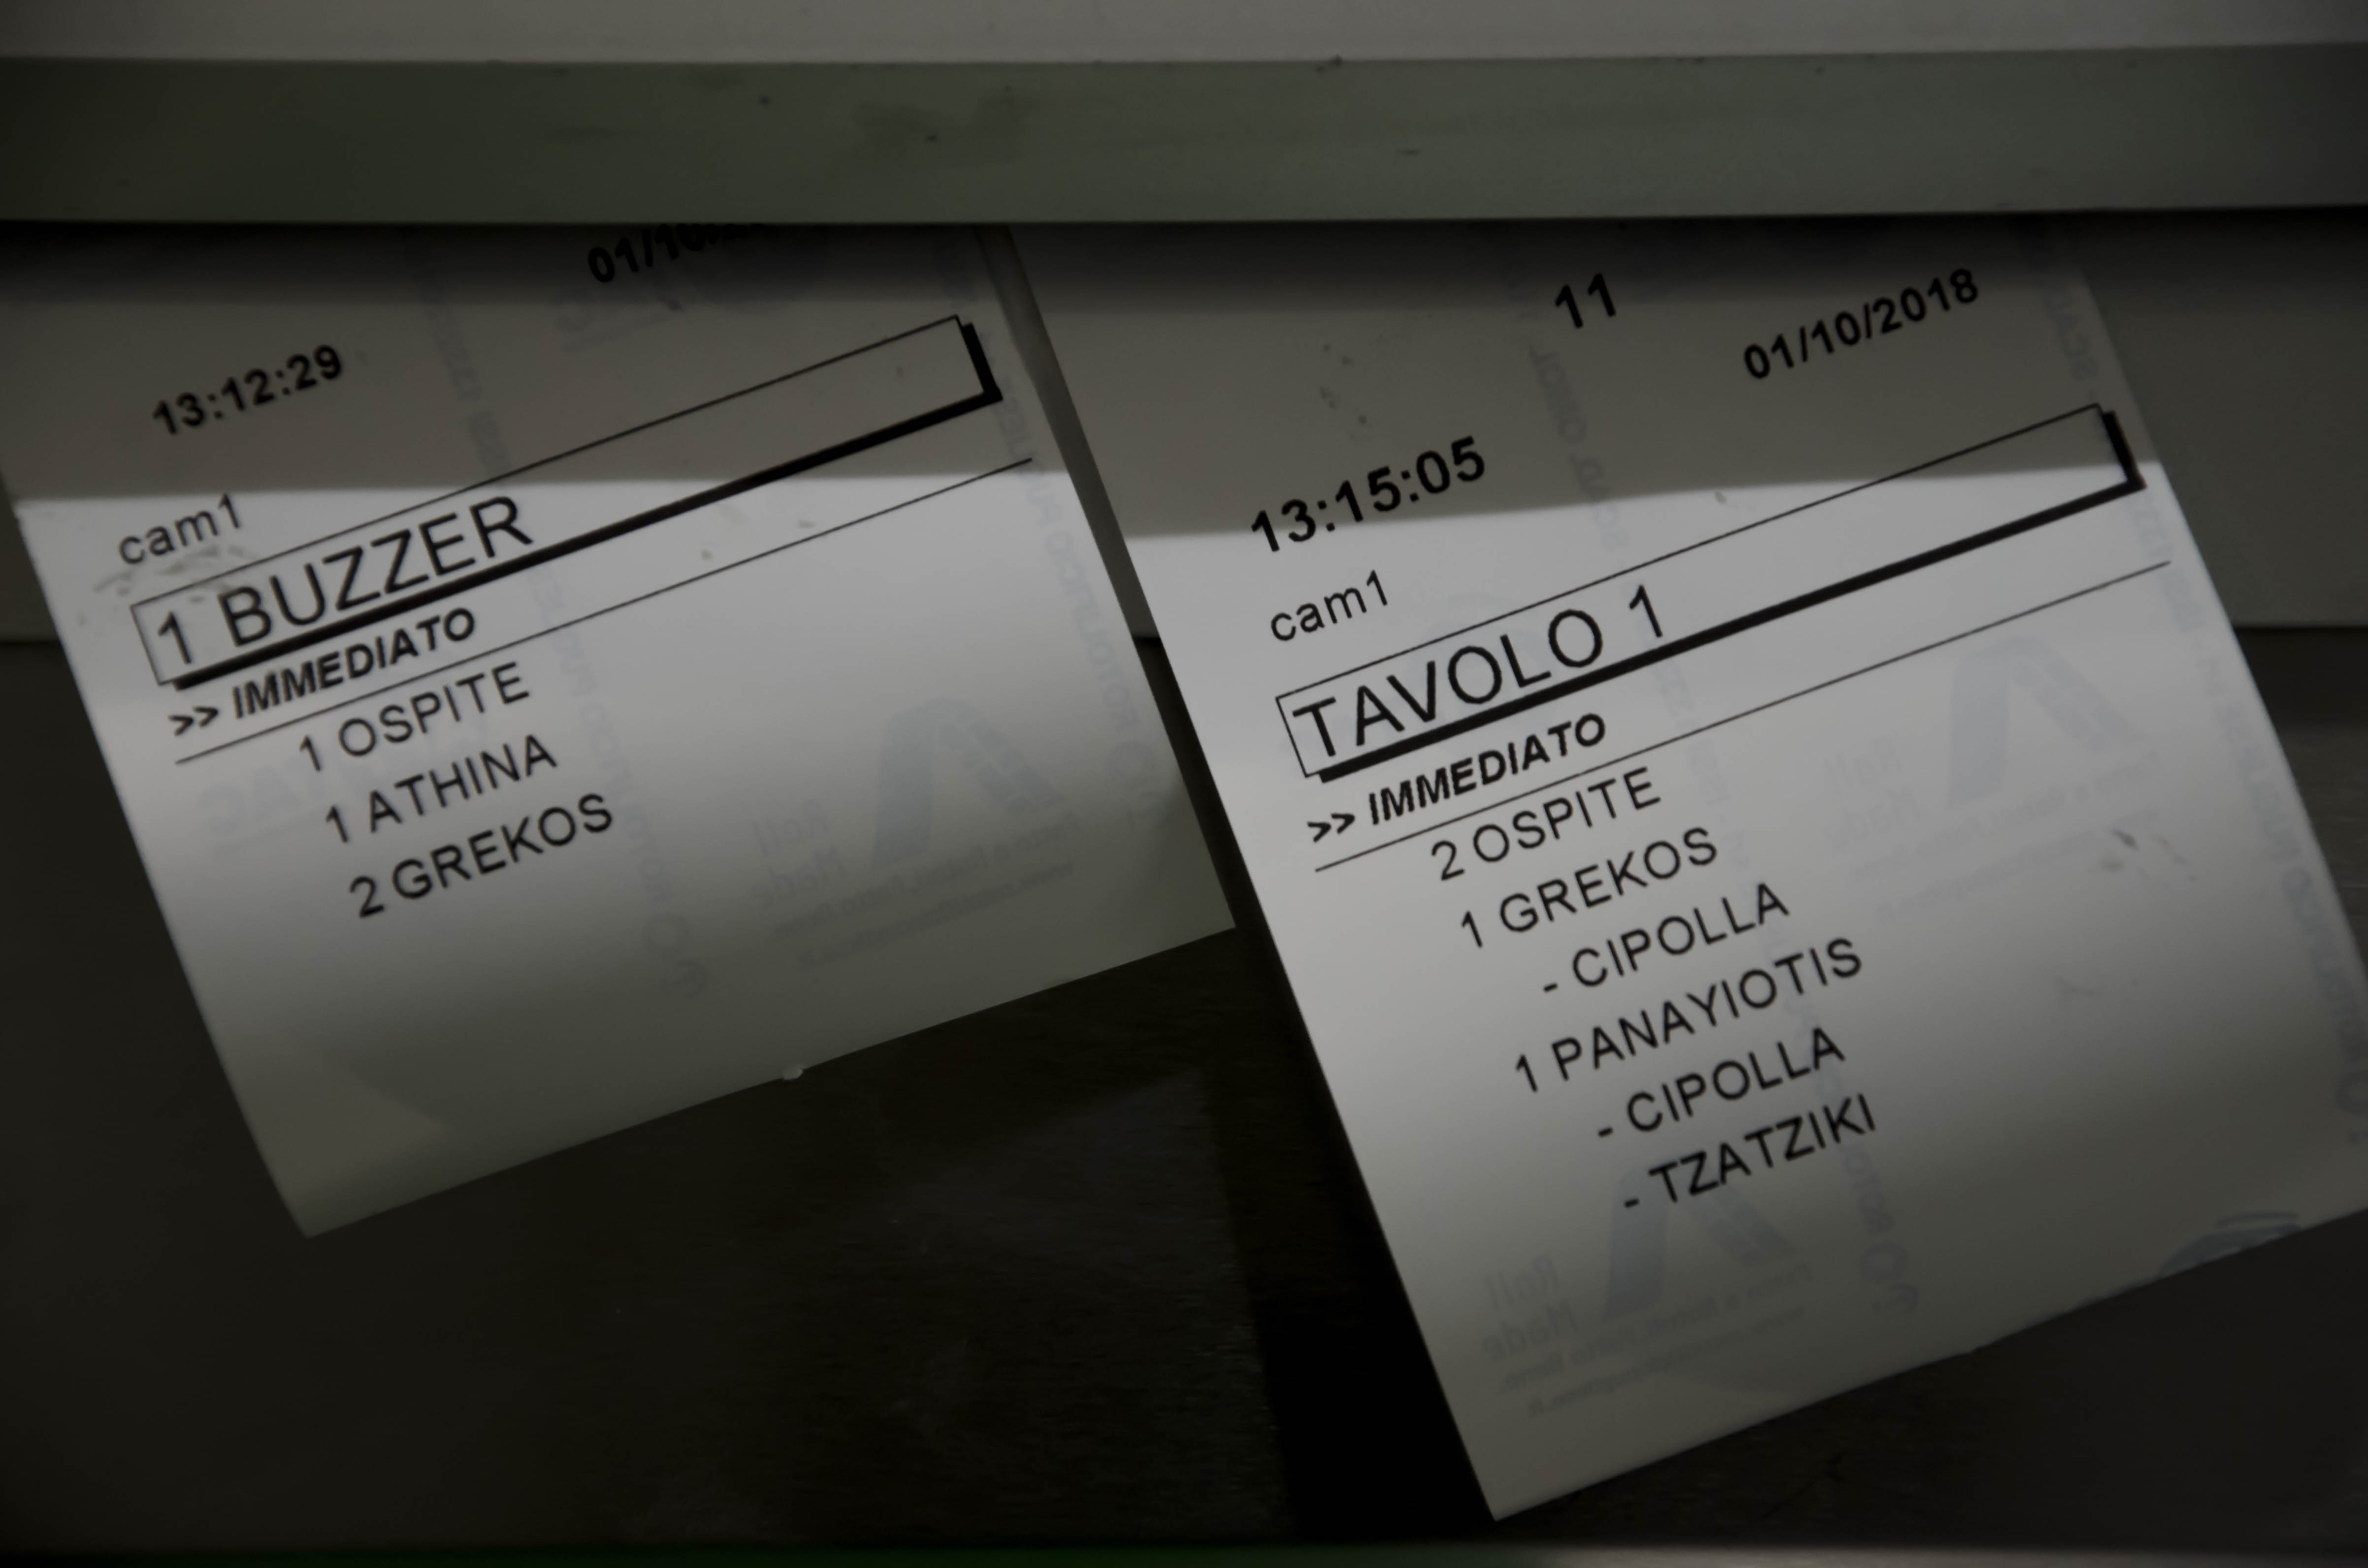 13:12:29
cam1
1 BUZZER
>> IMMEDIATO
1 OSPITE
1 ATHINA
2 GREKOS
11
01/10/2018
13:15:05
cam1
TAVOLO 1
>> IMMEDIATO
2 OSPITE
1 GREKOS
- CIPOLLA
1 PANAYIOTIS
- CIPOLLA
- TZATZIKI